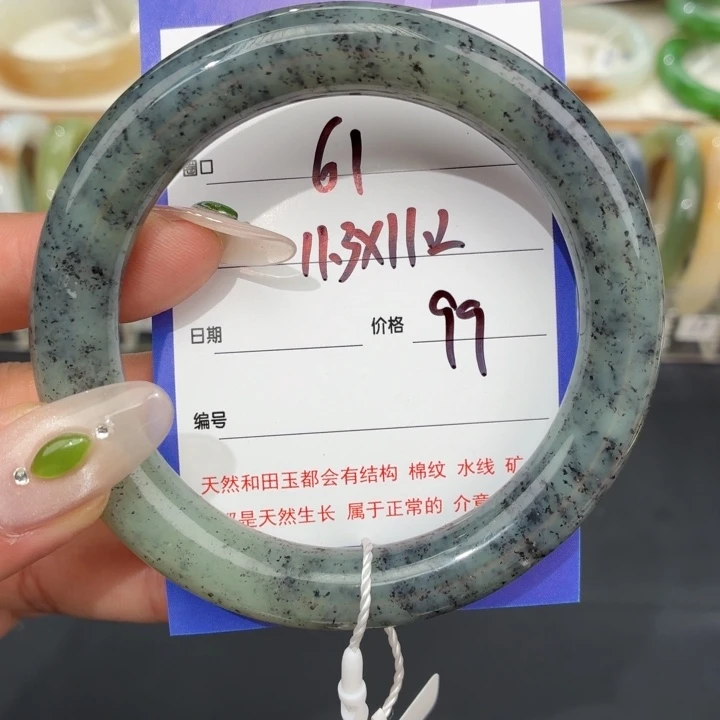 圈口 61
11.3X11.2
日期 价格 99
编号
天然和田玉都会有结构 棉纹 水线 矿
都是天然生长 属于正常的 介意